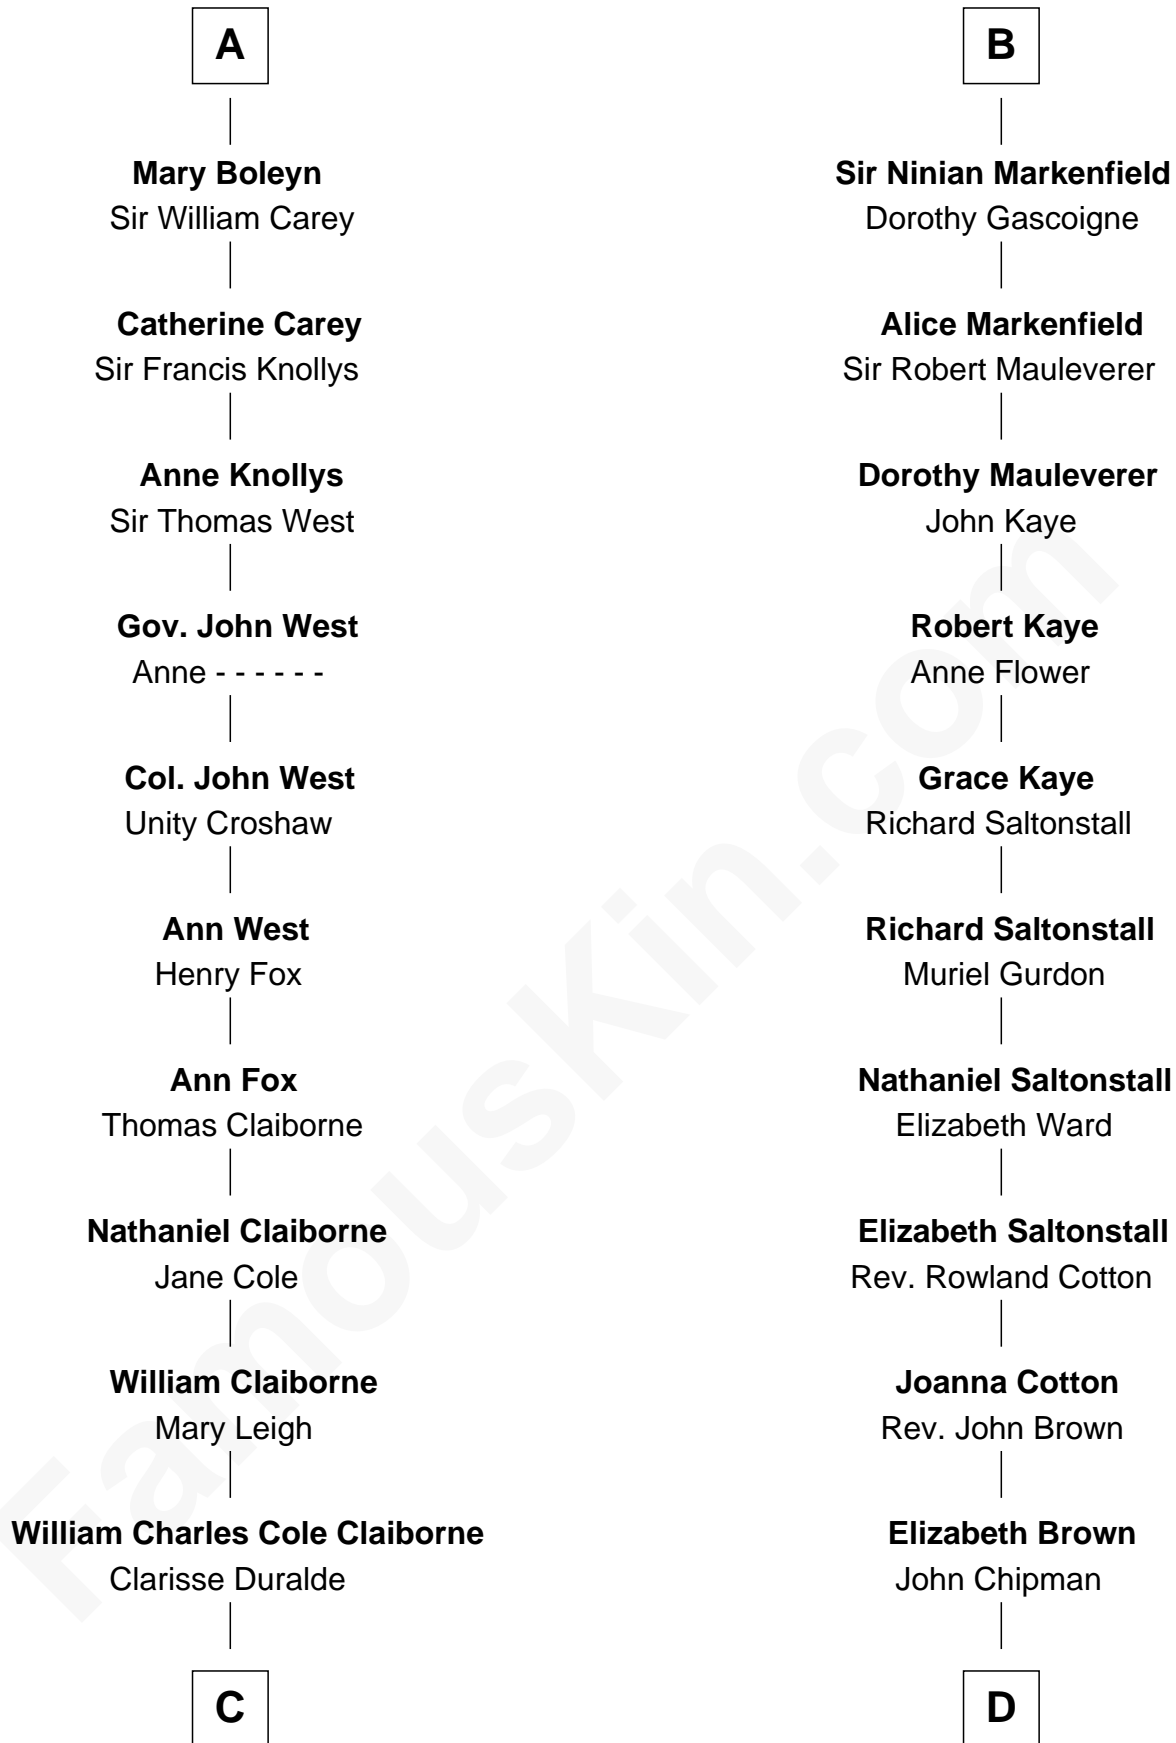 A
Mary Boleyn
Sir William Carey
Catherine Carey
Sir Francis Knollys
Anne Knollys
Sir Thomas West
Gov. John West
Anne - - - - - -
Col. John West
Unity Croshaw
Ann West
Henry Fox
Ann Fox
Thomas Claiborne
Nathaniel Claiborne
Jane Cole
William Claiborne
Mary Leigh
William Charles Cole Claiborne
Clarisse Duralde
C
B
Sir Ninian Markenfield
Dorothy Gascoigne
Alice Markenfield
Sir Robert Mauleverer
Dorothy Mauleverer
John Kaye
Robert Kaye
Anne Flower
Grace Kaye
Richard Saltonstall
Richard Saltonstall
Muriel Gurdon
Nathaniel Saltonstall
Elizabeth Ward
Elizabeth Saltonstall
Rev. Rowland Cotton
Joanna Cotton
Rev. John Brown
Elizabeth Brown
John Chipman
D
FamousKin.com